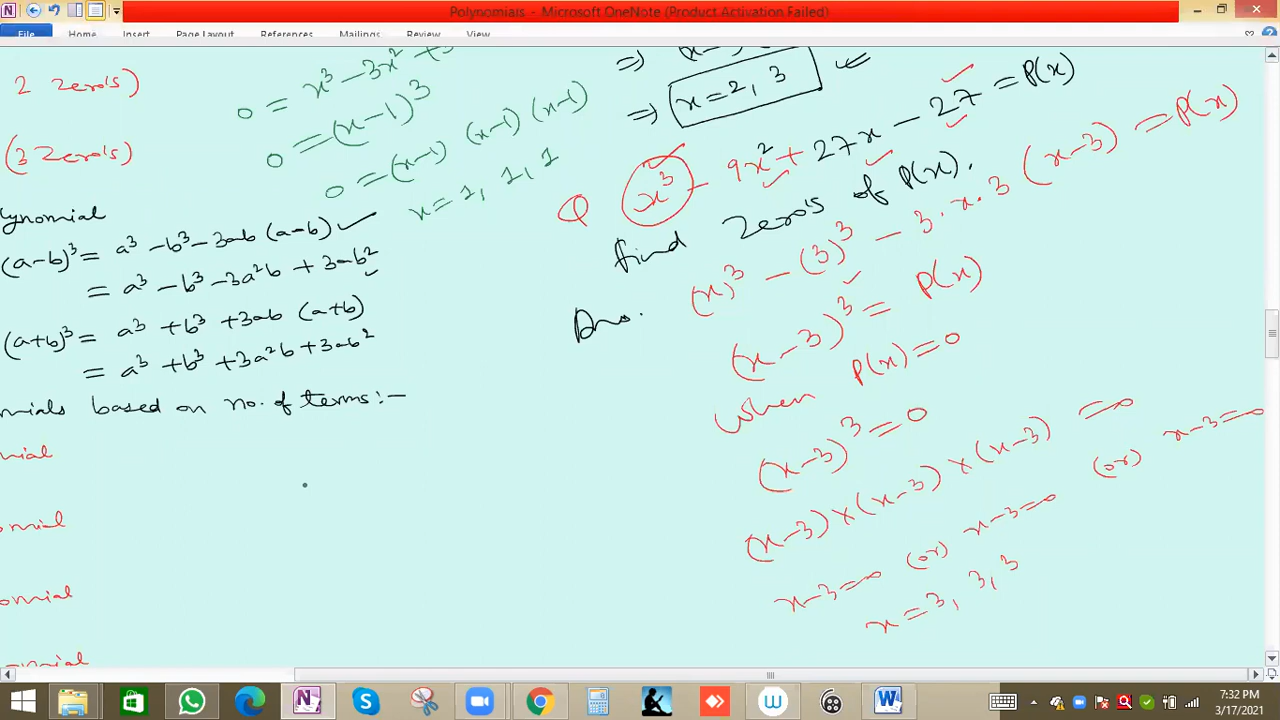 Polynomials - Microsoft OneNote (Product Activation Failed)
File Home Insert Page Layout References Mailings Review View
2 Zero's)
(3 Zero's)
0 = x³ - 3x² + 3
0 = (x-1)³
0 = (x-1) (x-1) (x-1)
x = 1, 1, 1
lynomial
(a-b)³ = a³ - b³ - 3ab (a-b) ✓
= a³ - b³ - 3a²b + 3ab²
(a+b)³ = a³ + b³ + 3ab (a+b)
= a³ + b³ + 3a²b + 3ab²
omials based on no. of terms :-
mial
omial
omial
omial
⇒ (x-
⇒ x = 2, 3
Q x³ - 9x² + 27x - 27 = P(x)
find Zero's of P(x).
Ans. (x)³ - (3)³ - 3·x·3 (x-3) = P(x)
(x-3)³ = P(x)
When P(x) = 0
(x-3)³ = 0
(x-3) × (x-3) × (x-3) = 0
x-3=0 (or) x-3=0 (or) x-3=0
x = 3, 3, 3
7:32 PM
3/17/2021